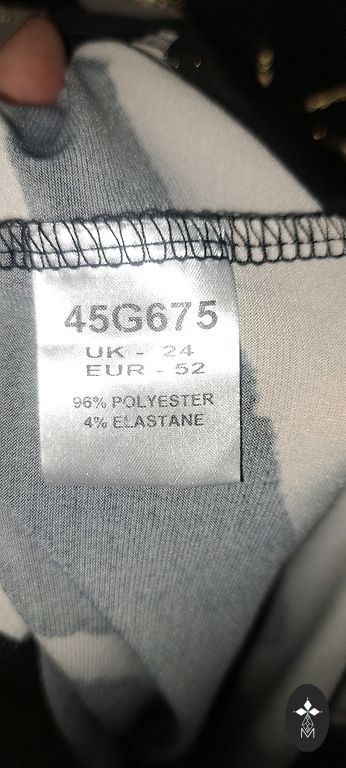 45G675
UK - 24
EUR - 52
96% POLYESTER
4% ELASTANE
M